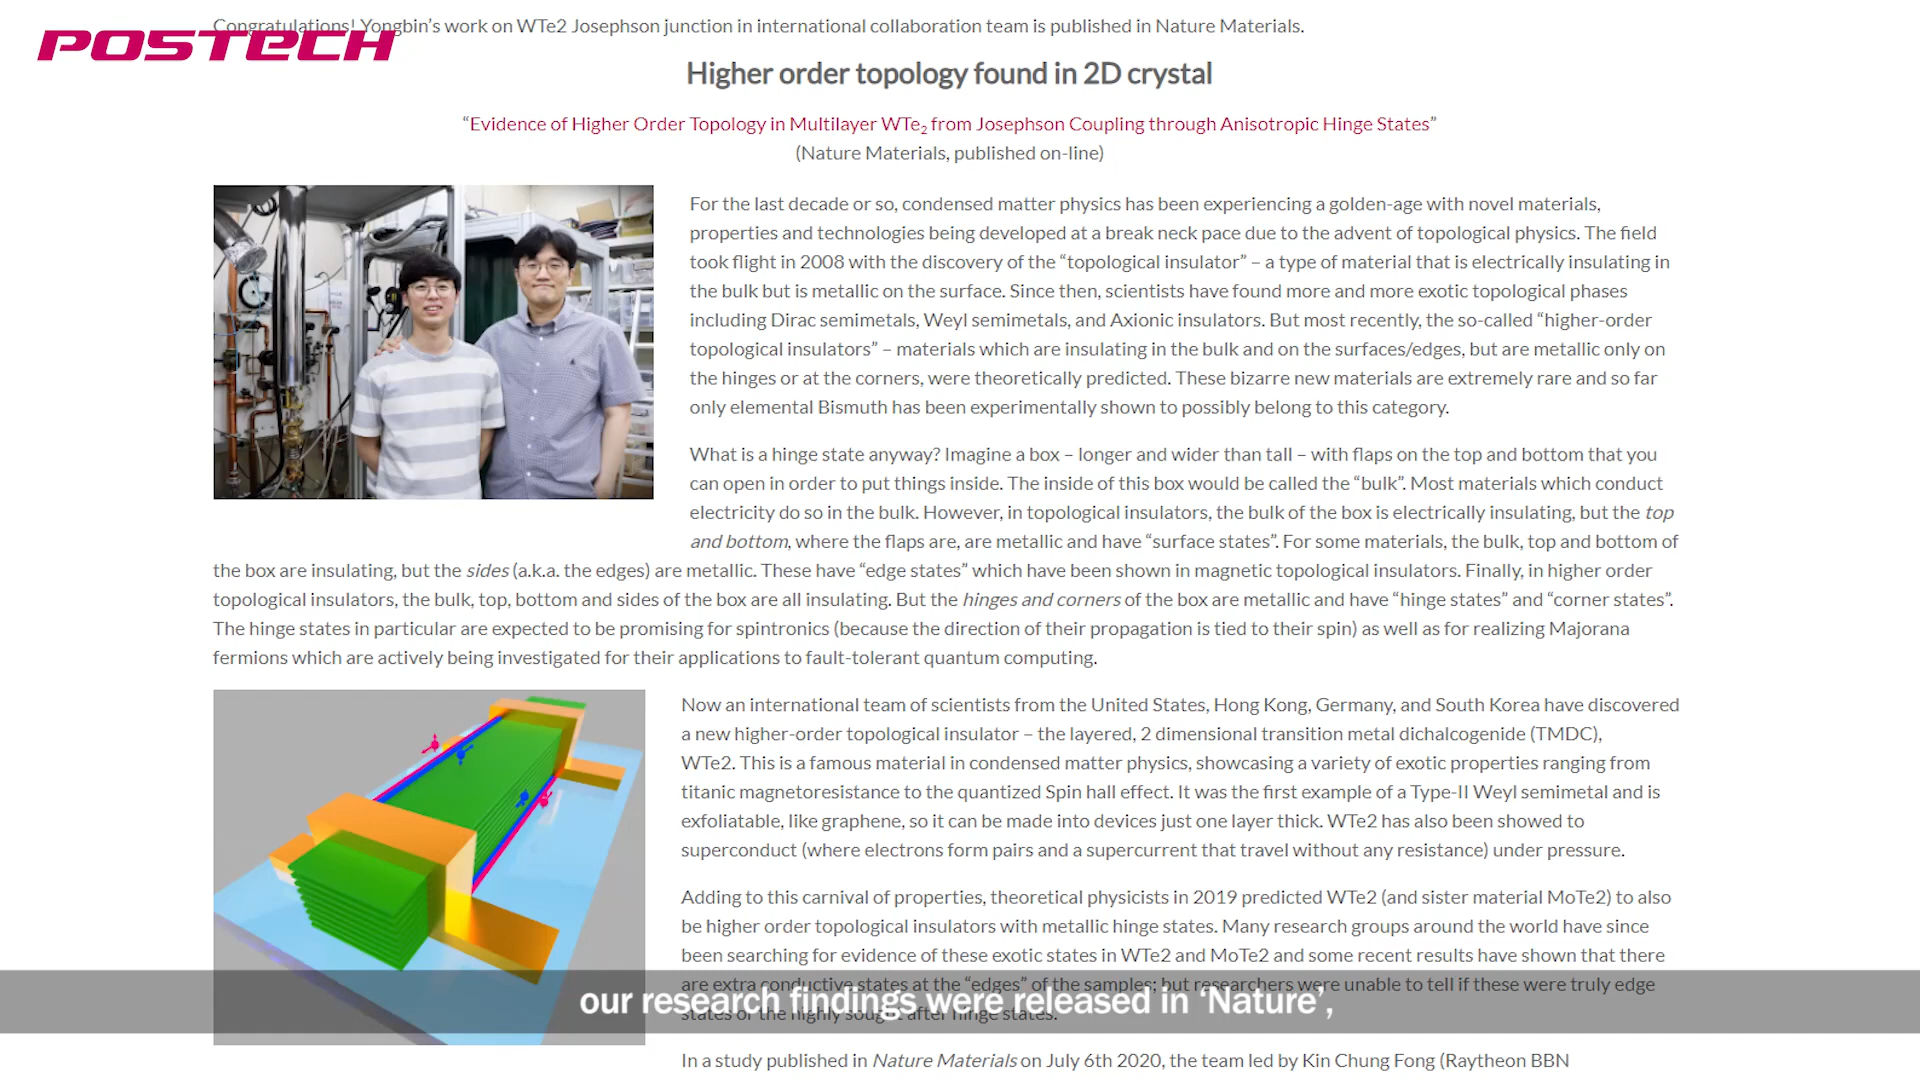 Congratulations! Yongbin's work on WTe2 Josephson junction in international collaboration team is published in Nature Materials.
POSTECH
Higher order topology found in 2D crystal
“Evidence of Higher Order Topology in Multilayer WTe₂ from Josephson Coupling through Anisotropic Hinge States”
(Nature Materials, published on-line)
For the last decade or so, condensed matter physics has been experiencing a golden-age with novel materials,
properties and technologies being developed at a break neck pace due to the advent of topological physics. The field
took flight in 2008 with the discovery of the “topological insulator” – a type of material that is electrically insulating in
the bulk but is metallic on the surface. Since then, scientists have found more and more exotic topological phases
including Dirac semimetals, Weyl semimetals, and Axionic insulators. But most recently, the so-called “higher-order
topological insulators” – materials which are insulating in the bulk and on the surfaces/edges, but are metallic only on
the hinges or at the corners, were theoretically predicted. These bizarre new materials are extremely rare and so far
only elemental Bismuth has been experimentally shown to possibly belong to this category.
What is a hinge state anyway? Imagine a box – longer and wider than tall – with flaps on the top and bottom that you
can open in order to put things inside. The inside of this box would be called the “bulk”. Most materials which conduct
electricity do so in the bulk. However, in topological insulators, the bulk of the box is electrically insulating, but the top
and bottom, where the flaps are, are metallic and have “surface states”. For some materials, the bulk, top and bottom of
the box are insulating, but the sides (a.k.a. the edges) are metallic. These have “edge states” which have been shown in magnetic topological insulators. Finally, in higher order
topological insulators, the bulk, top, bottom and sides of the box are all insulating. But the hinges and corners of the box are metallic and have “hinge states” and “corner states”.
The hinge states in particular are expected to be promising for spintronics (because the direction of their propagation is tied to their spin) as well as for realizing Majorana
fermions which are actively being investigated for their applications to fault-tolerant quantum computing.
Now an international team of scientists from the United States, Hong Kong, Germany, and South Korea have discovered
a new higher-order topological insulator – the layered, 2 dimensional transition metal dichalcogenide (TMDC),
WTe2. This is a famous material in condensed matter physics, showcasing a variety of exotic properties ranging from
titanic magnetoresistance to the quantized Spin hall effect. It was the first example of a Type-II Weyl semimetal and is
exfoliatable, like graphene, so it can be made into devices just one layer thick. WTe2 has also been showed to
superconduct (where electrons form pairs and a supercurrent that travel without any resistance) under pressure.
Adding to this carnival of properties, theoretical physicists in 2019 predicted WTe2 (and sister material MoTe2) to also
be higher order topological insulators with metallic hinge states. Many research groups around the world have since
been searching for evidence of these exotic states in WTe2 and MoTe2 and some recent results have shown that there
are extra conductive states at the “edges” of the samples; but researchers were unable to tell if these were truly edge
our research findings were released in ‘Nature’,
states or the highly sought after hinge states.
In a study published in Nature Materials on July 6th 2020, the team led by Kin Chung Fong (Raytheon BBN